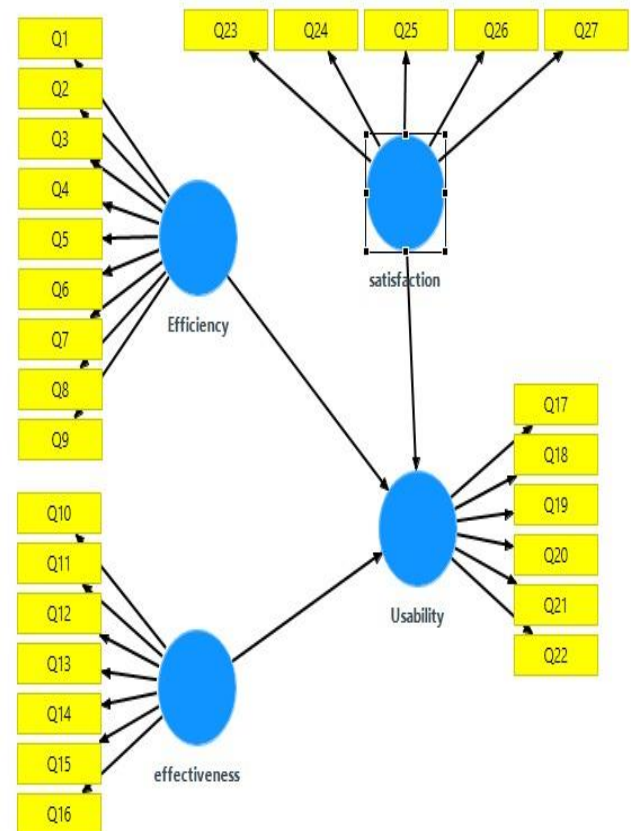 Q1
Q2
Q3
Q4
Q5
Q6
Q7
Q8
Q9
Efficiency
Q23
Q24
Q25
Q26
Q27
satisfaction
Q17
Q18
Q19
Q20
Q21
Q22
Usability
Q10
Q11
Q12
Q13
Q14
Q15
Q16
effectiveness